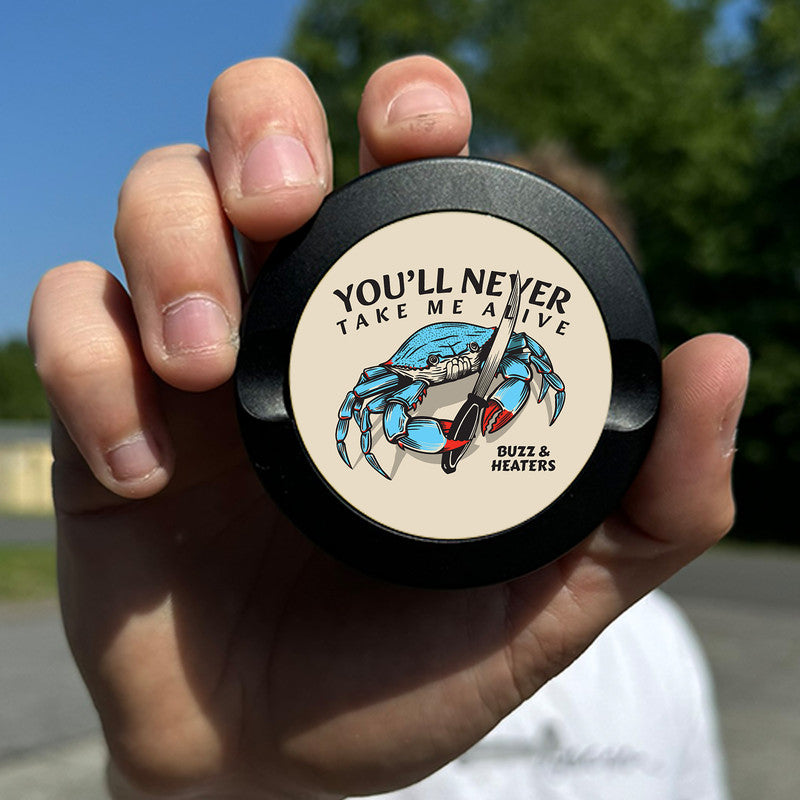 YOU'LL NEVER
TAKE ME ALIVE
BUZZ &
HEATERS